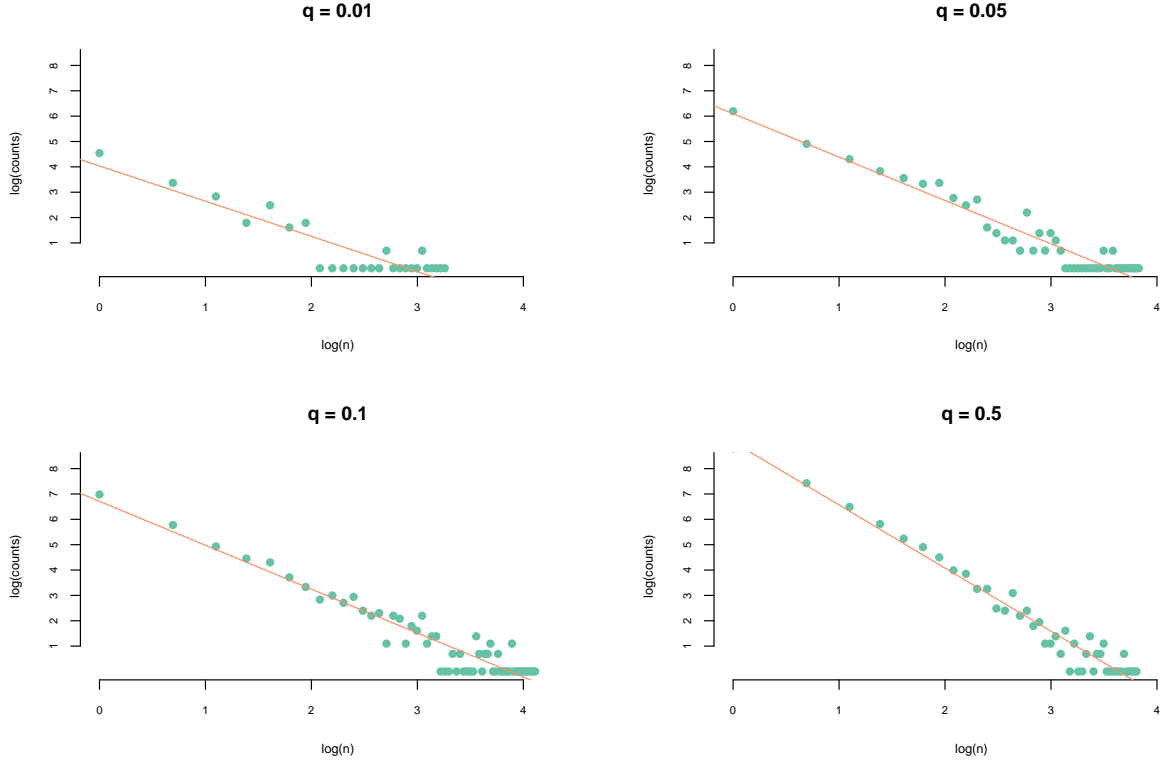 q = 0.01
log(counts)
1 2 3 4 5 6 7 8
0 1 2 3 4
log(n)
q = 0.05
log(counts)
1 2 3 4 5 6 7 8
0 1 2 3 4
log(n)
q = 0.1
log(counts)
1 2 3 4 5 6 7 8
0 1 2 3 4
log(n)
q = 0.5
log(counts)
1 2 3 4 5 6 7 8
0 1 2 3 4
log(n)